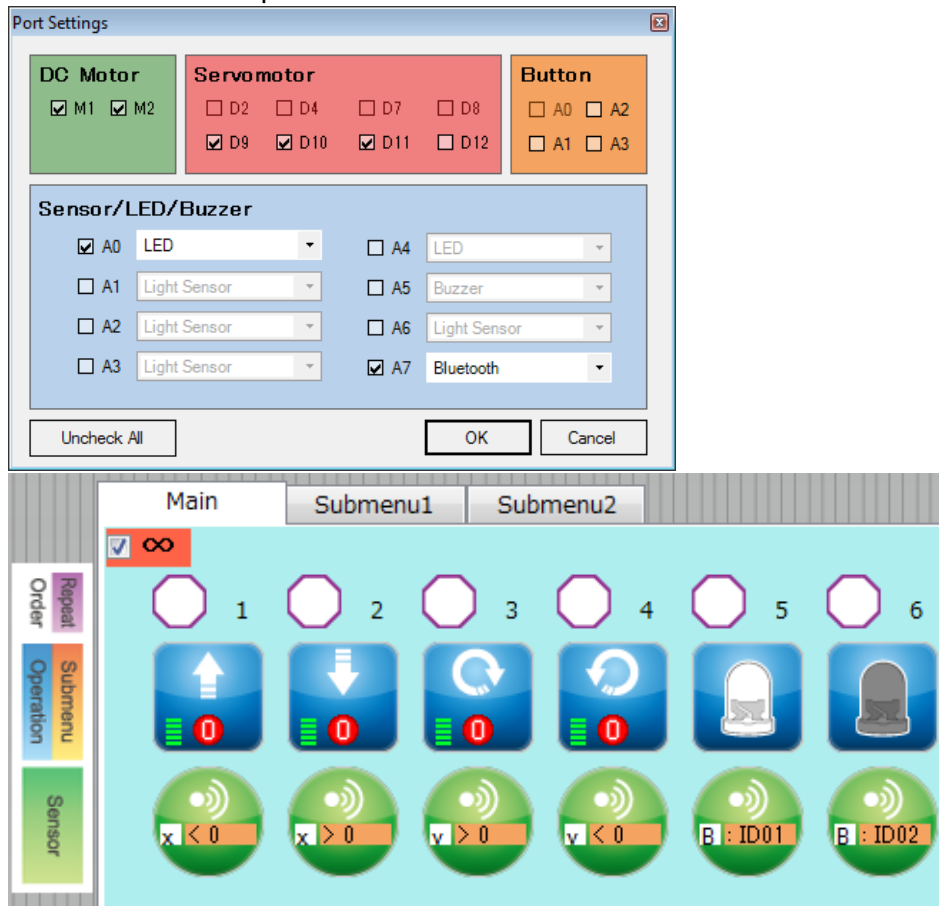 Port Settings
DC Motor
M1 M2
Servomotor
D2 D4 D7 D8
D9 D10 D11 D12
Button
A0 A2
A1 A3
Sensor/LED/Buzzer
A0 LED
A1 Light Sensor
A2 Light Sensor
A3 Light Sensor
A4 LED
A5 Buzzer
A6 Light Sensor
A7 Bluetooth
Uncheck All OK Cancel
Main Submenu1 Submenu2
∞
Repeat
Order
Submenu
Operation
Sensor
1 2 3 4 5 6
0 0 0 0
x < 0 x > 0 y > 0 y < 0 B : ID01 B : ID02